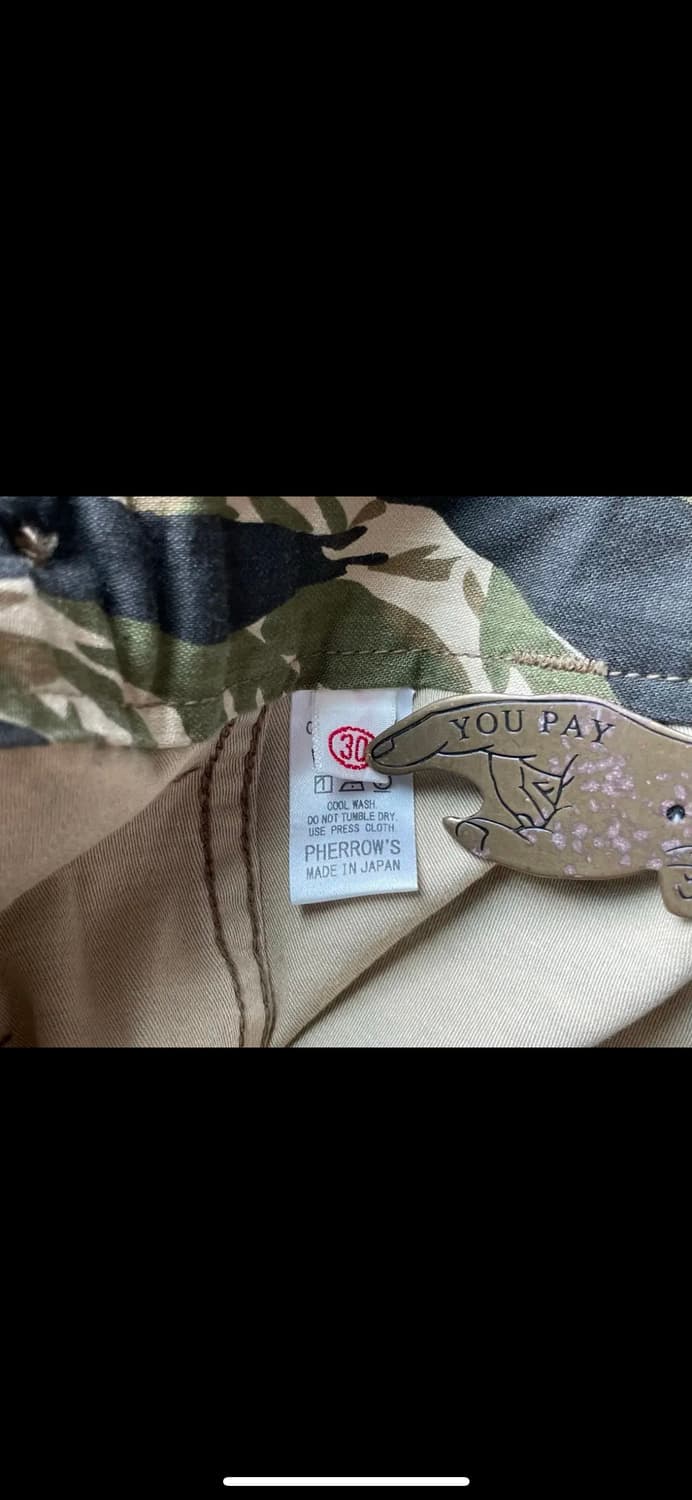 30
YOU PAY
COOL WASH.
DO NOT TUMBLE DRY.
USE PRESS CLOTH.
PHERROW'S
MADE IN JAPAN